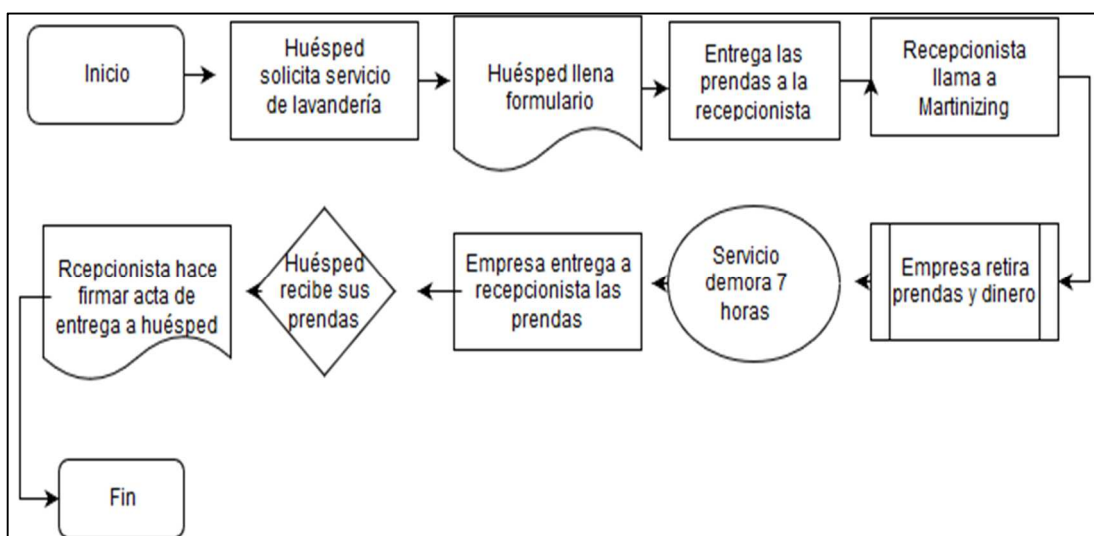 Inicio
Huésped
solicita servicio
de lavandería
Huésped llena
formulario
Entrega las
prendas a la
recepcionista
Recepcionista
llama a
Martinizing
Empresa retira
prendas y dinero
Servicio
demora 7
horas
Empresa entrega a
recepcionista las
prendas
Huésped
recibe sus
prendas
Rcepcionista hace
firmar acta de
entrega a huésped
Fin